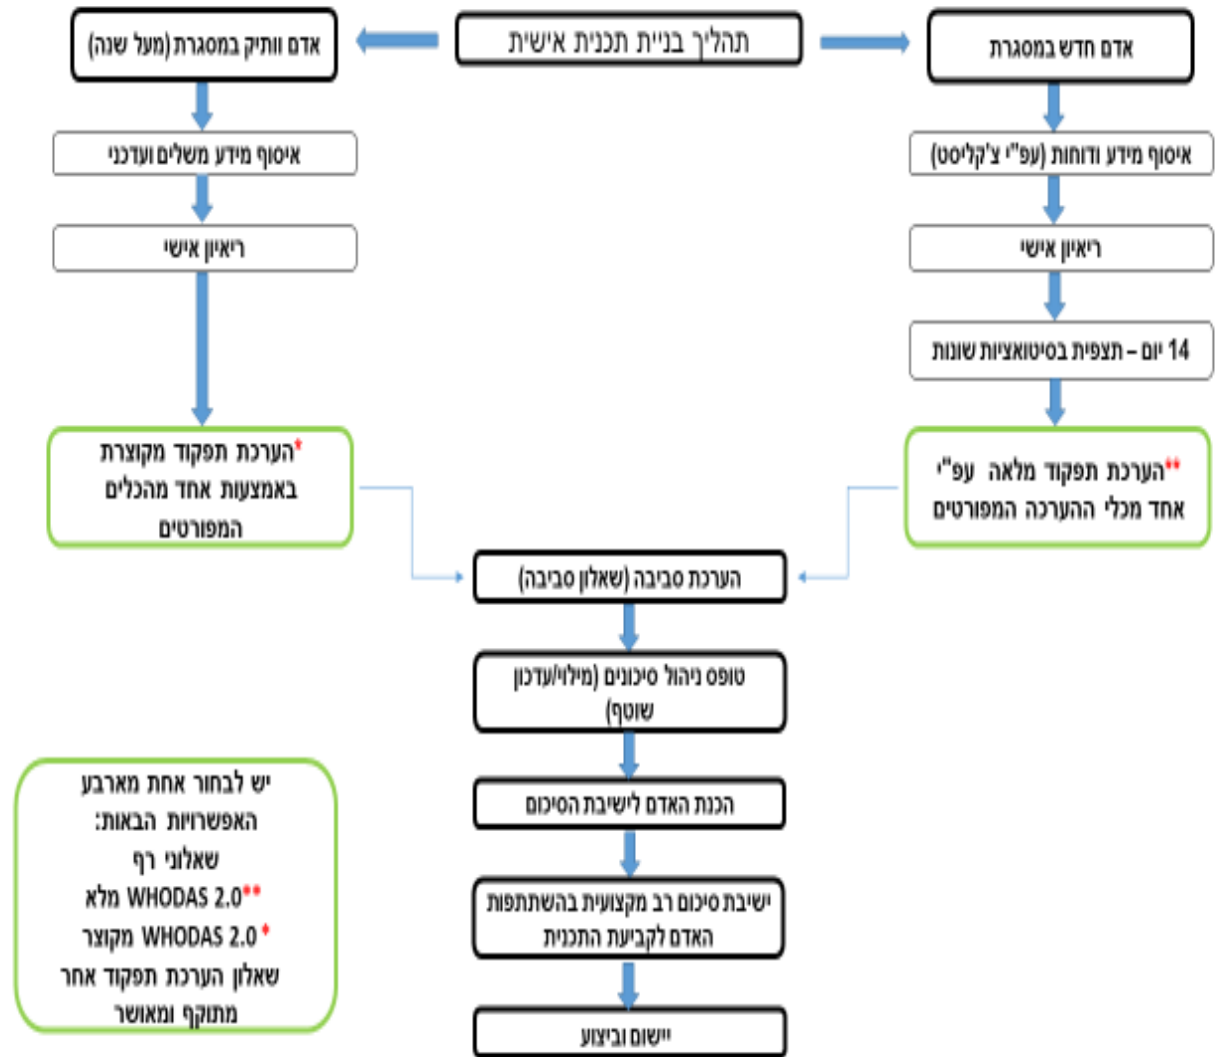 תהליך בניית תכנית אישית
אדם חדש במסגרת
איסוף מידע ודוחות (עפ"י צ'קליסט)
ריאיון אישי
14 יום – תצפית בסיטואציות שונות
**הערכת תפקוד מלאה עפ"י
אחד מכלי ההערכה המפורטים
אדם וותיק במסגרת (מעל שנה)
איסוף מידע משלים ועדכני
ריאיון אישי
*הערכת תפקוד מקוצרת
באמצעות אחד מהכלים
המפורטים
הערכת סביבה (שאלון סביבה)
טופס ניהול סיכונים (מילוי/עדכון
שוטף)
הכנת האדם לישיבת הסיכום
ישיבת סיכום רב מקצועית בהשתתפות
האדם לקביעת התכנית
יישום וביצוע
יש לבחור אחת מארבע
האפשרויות הבאות:
שאלוני רף
**WHODAS 2.0 מלא
* WHODAS 2.0 מקוצר
שאלון הערכת תפקוד אחר
מתוקף ומאושר